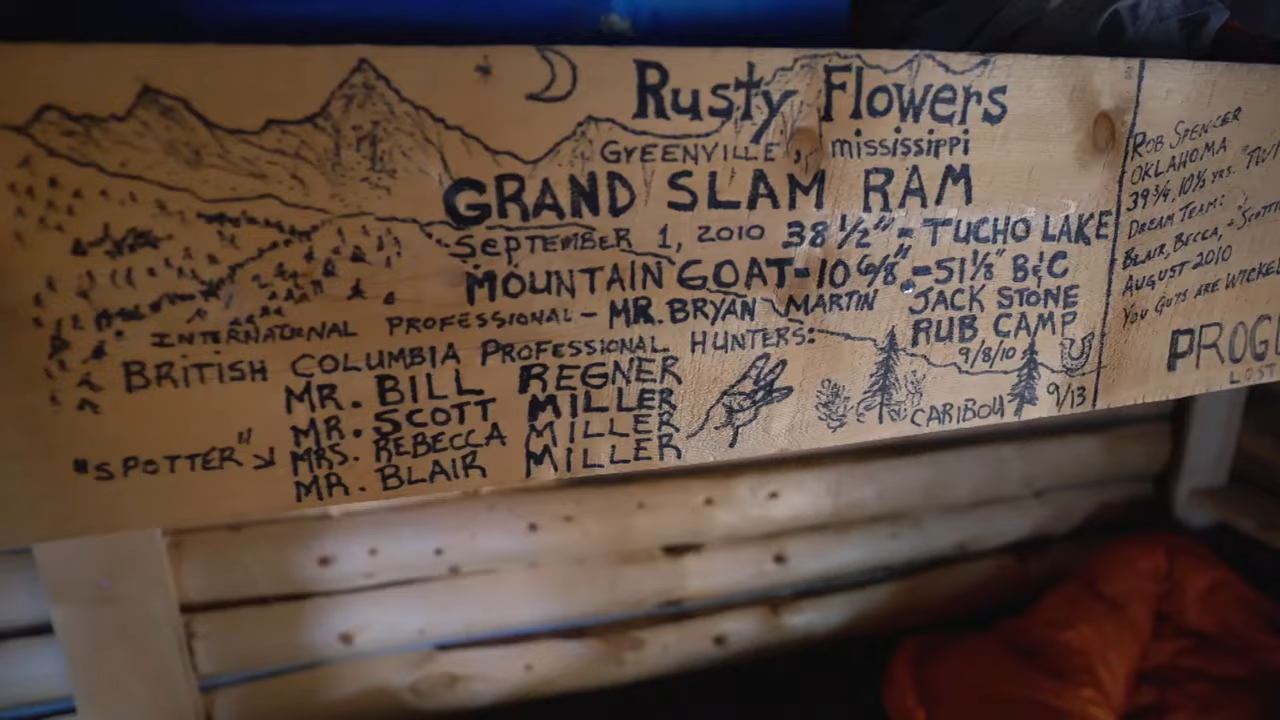 Rusty Flowers
GREENVILLE, mississippi
GRAND SLAM RAM
SEPTEMBER 1, 2010 38 1/2" - TUCHO LAKE
MOUNTAIN GOAT - 10 6/8" - 51 1/8" B&C
INTERNATIONAL PROFESSIONAL - MR. BRYAN MARTIN
JACK STONE
RUB CAMP
9/8/10
BRITISH COLUMBIA PROFESSIONAL HUNTERS:
MR. BILL REGNER
MR. SCOTT MILLER
MRS. REBECCA MILLER
"SPOTTER" MR. BLAIR MILLER
CARIBOU 9/13
ROB SPENCER
OKLAHOMA
39 3/4, 10 1/2 YRS.
DREAM TEAM:
BLAIR, BECCA, & SCOTT
AUGUST 2010
YOU GUYS ARE
LOST